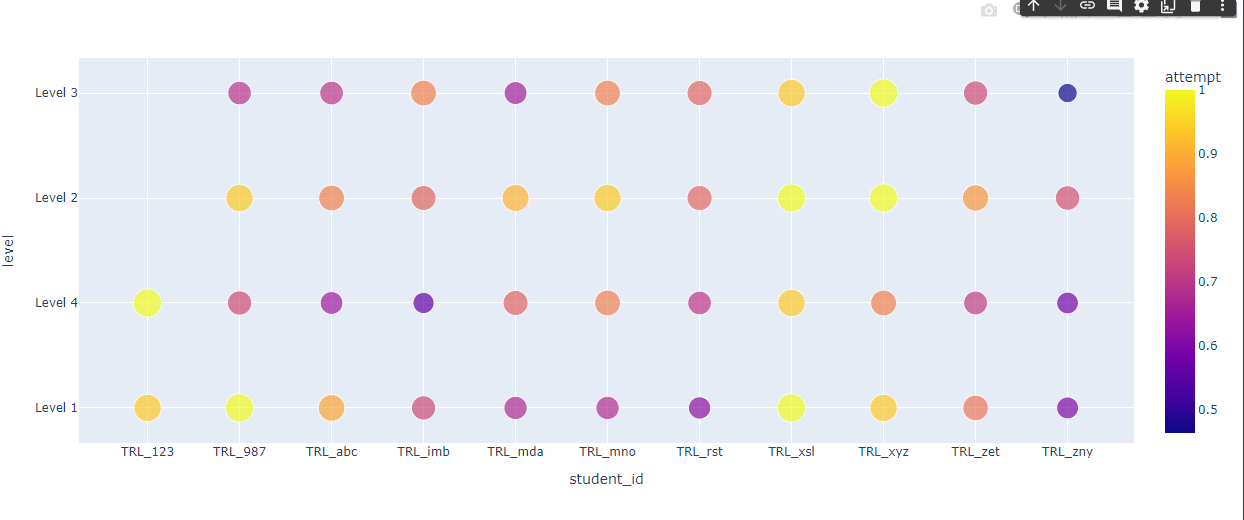 attempt
1
0.9
0.8
0.7
0.6
0.5
level
Level 3
Level 2
Level 4
Level 1
TRL_123 TRL_987 TRL_abc TRL_imb TRL_mda TRL_mno TRL_rst TRL_xsl TRL_xyz TRL_zet TRL_zny
student_id